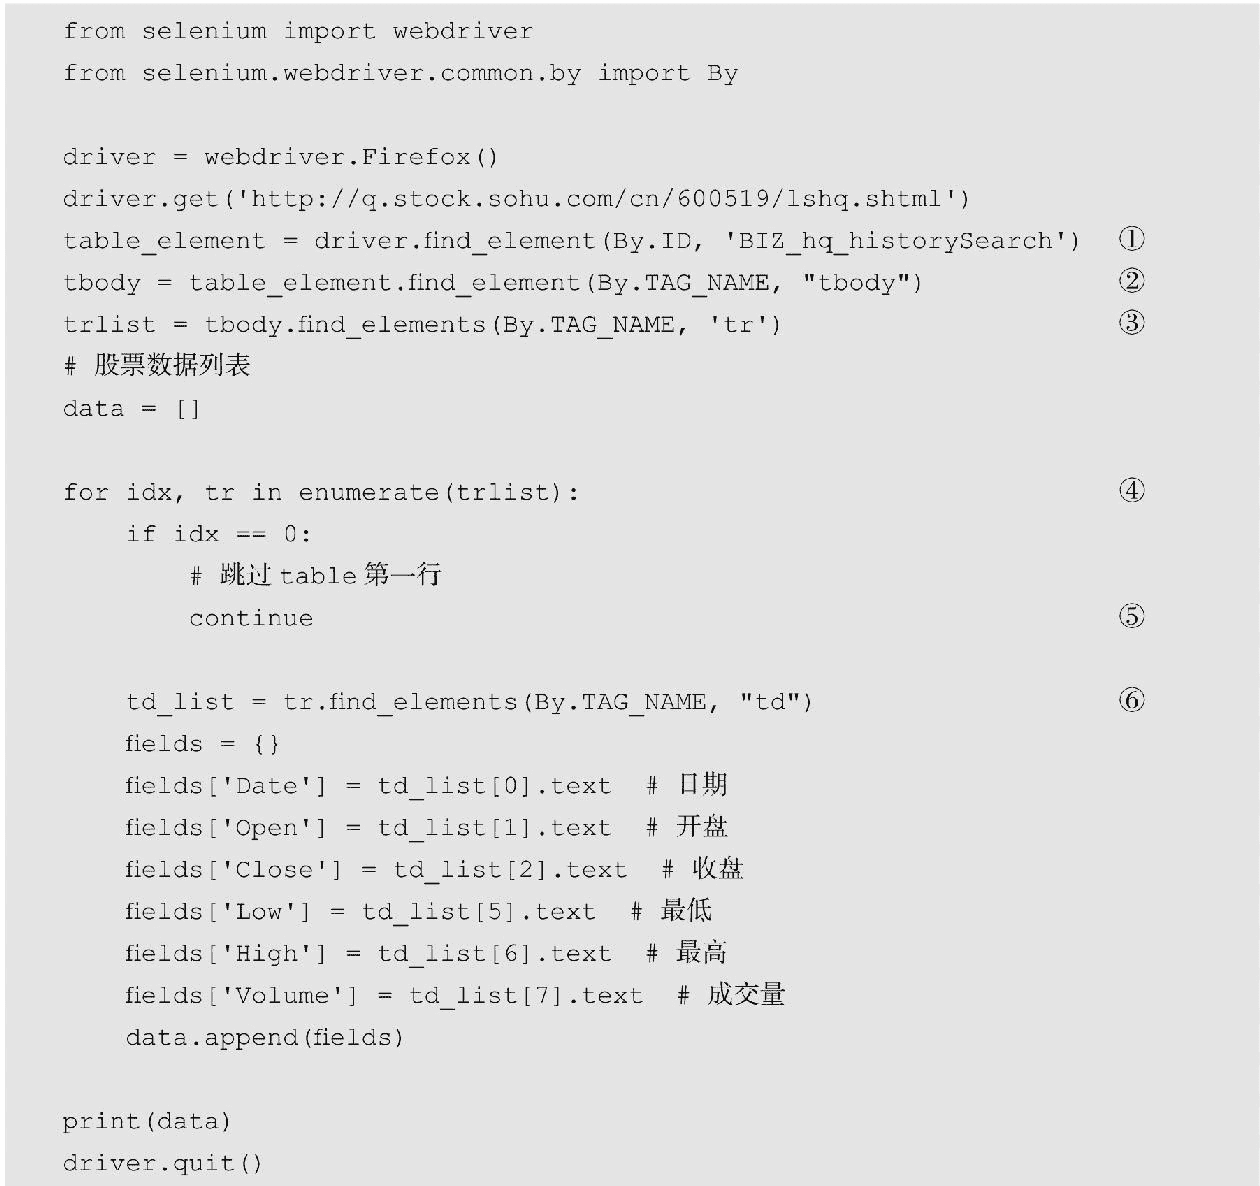 from selenium import webdriver
from selenium.webdriver.common.by import By

driver = webdriver.Firefox()
driver.get('http://q.stock.sohu.com/cn/600519/lshq.shtml')
table_element = driver.find_element(By.ID, 'BIZ_hq_historySearch') ①
tbody = table_element.find_element(By.TAG_NAME, "tbody") ②
trlist = tbody.find_elements(By.TAG_NAME, 'tr') ③
# 股票数据列表
data = []

for idx, tr in enumerate(trlist): ④
    if idx == 0:
        # 跳过 table 第一行
        continue ⑤

    td_list = tr.find_elements(By.TAG_NAME, "td") ⑥
    fields = {}
    fields['Date'] = td_list[0].text  # 日期
    fields['Open'] = td_list[1].text  # 开盘
    fields['Close'] = td_list[2].text  # 收盘
    fields['Low'] = td_list[5].text  # 最低
    fields['High'] = td_list[6].text  # 最高
    fields['Volume'] = td_list[7].text  # 成交量
    data.append(fields)

print(data)
driver.quit()